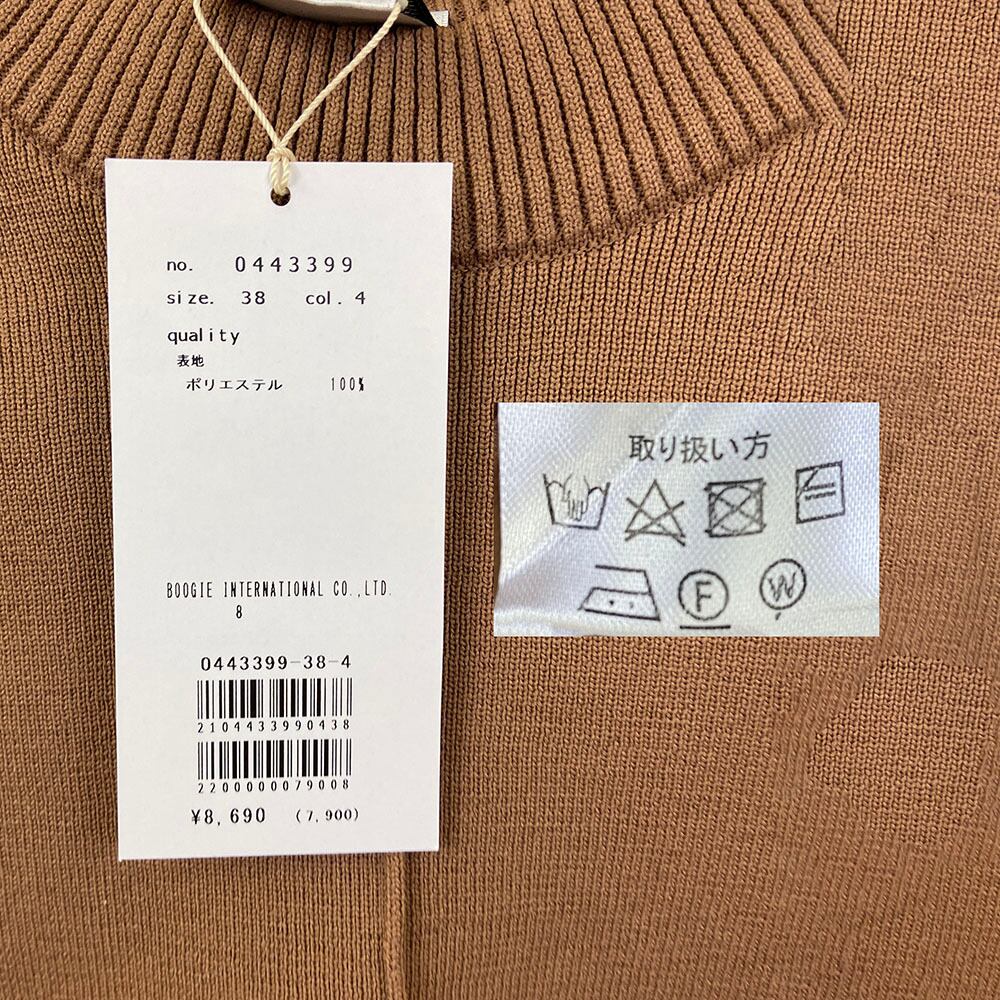 no. 0443399
size. 38 col. 4
quality
表地
ポリエステル 100%
BOOGIE INTERNATIONAL CO.,LTD.
8
0443399-38-4
2104433990438
2200000079008
¥8,690 (7,900)
取り扱い方
F
W